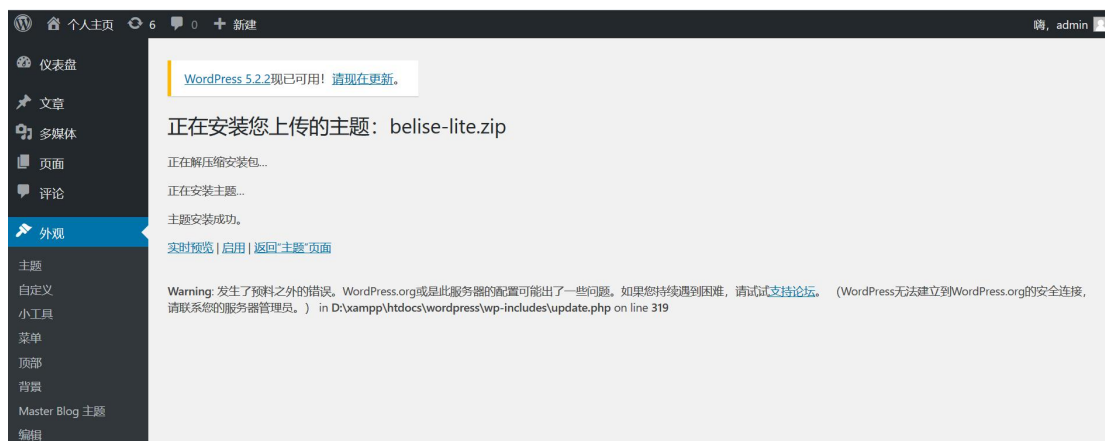 个人主页 6 0 新建 嗨，admin
仪表盘
WordPress 5.2.2现已可用！请现在更新。
文章
正在安装您上传的主题：belise-lite.zip
多媒体
页面
正在解压缩安装包…
评论
正在安装主题…
主题安装成功。
外观
实时预览 | 启用 | 返回“主题”页面
主题
自定义
Warning: 发生了预料之外的错误。WordPress.org或是此服务器的配置可能出了一些问题。如果您持续遇到困难，请试试支持论坛。 （WordPress无法建立到WordPress.org的安全连接，
请联系您的服务器管理员。） in D:\xampp\htdocs\wordpress\wp-includes\update.php on line 319
小工具
菜单
顶部
背景
Master Blog 主题
编辑